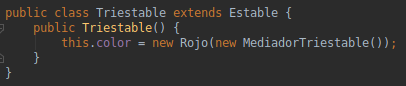 public class Triestable extends Estable {
    public Triestable() {
        this.color = new Rojo(new MediadorTriestable());
    }
}